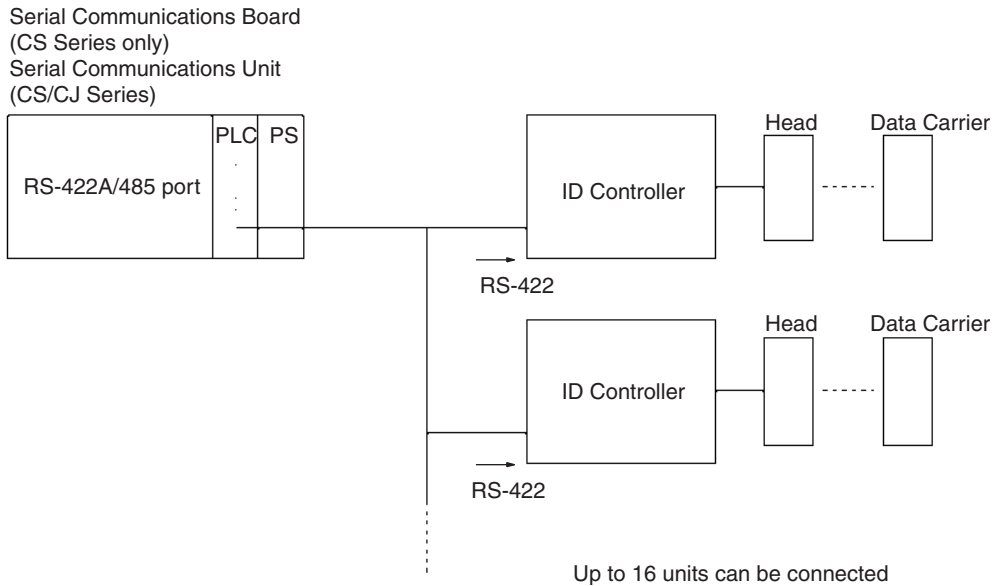 Serial Communications Board
(CS Series only)
Serial Communications Unit
(CS/CJ Series)
RS-422A/485 port
PLC
PS
ID Controller
Head
Data Carrier
RS-422
ID Controller
Head
Data Carrier
RS-422
Up to 16 units can be connected